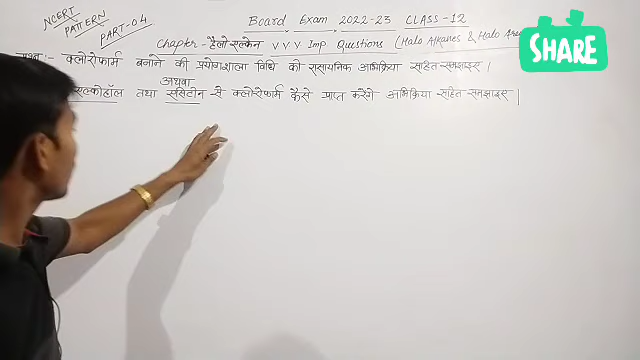 NCERT PATTERN
PART-04
Board Exam 2022-23 CLASS-12
Chapter - हैलोएल्केन V V V Imp Questions (Halo Alkanes & Halo
SHARE
:- क्लोरोफार्म बनाने की प्रयोगशाला विधि को रासायनिक अभिक्रिया सहित समझाइए।
अथवा
एल्कोहॉल तथा एसिटोन से क्लोरोफार्म कैसे प्राप्त करेंगे अभिक्रिया सहित समझाइए।